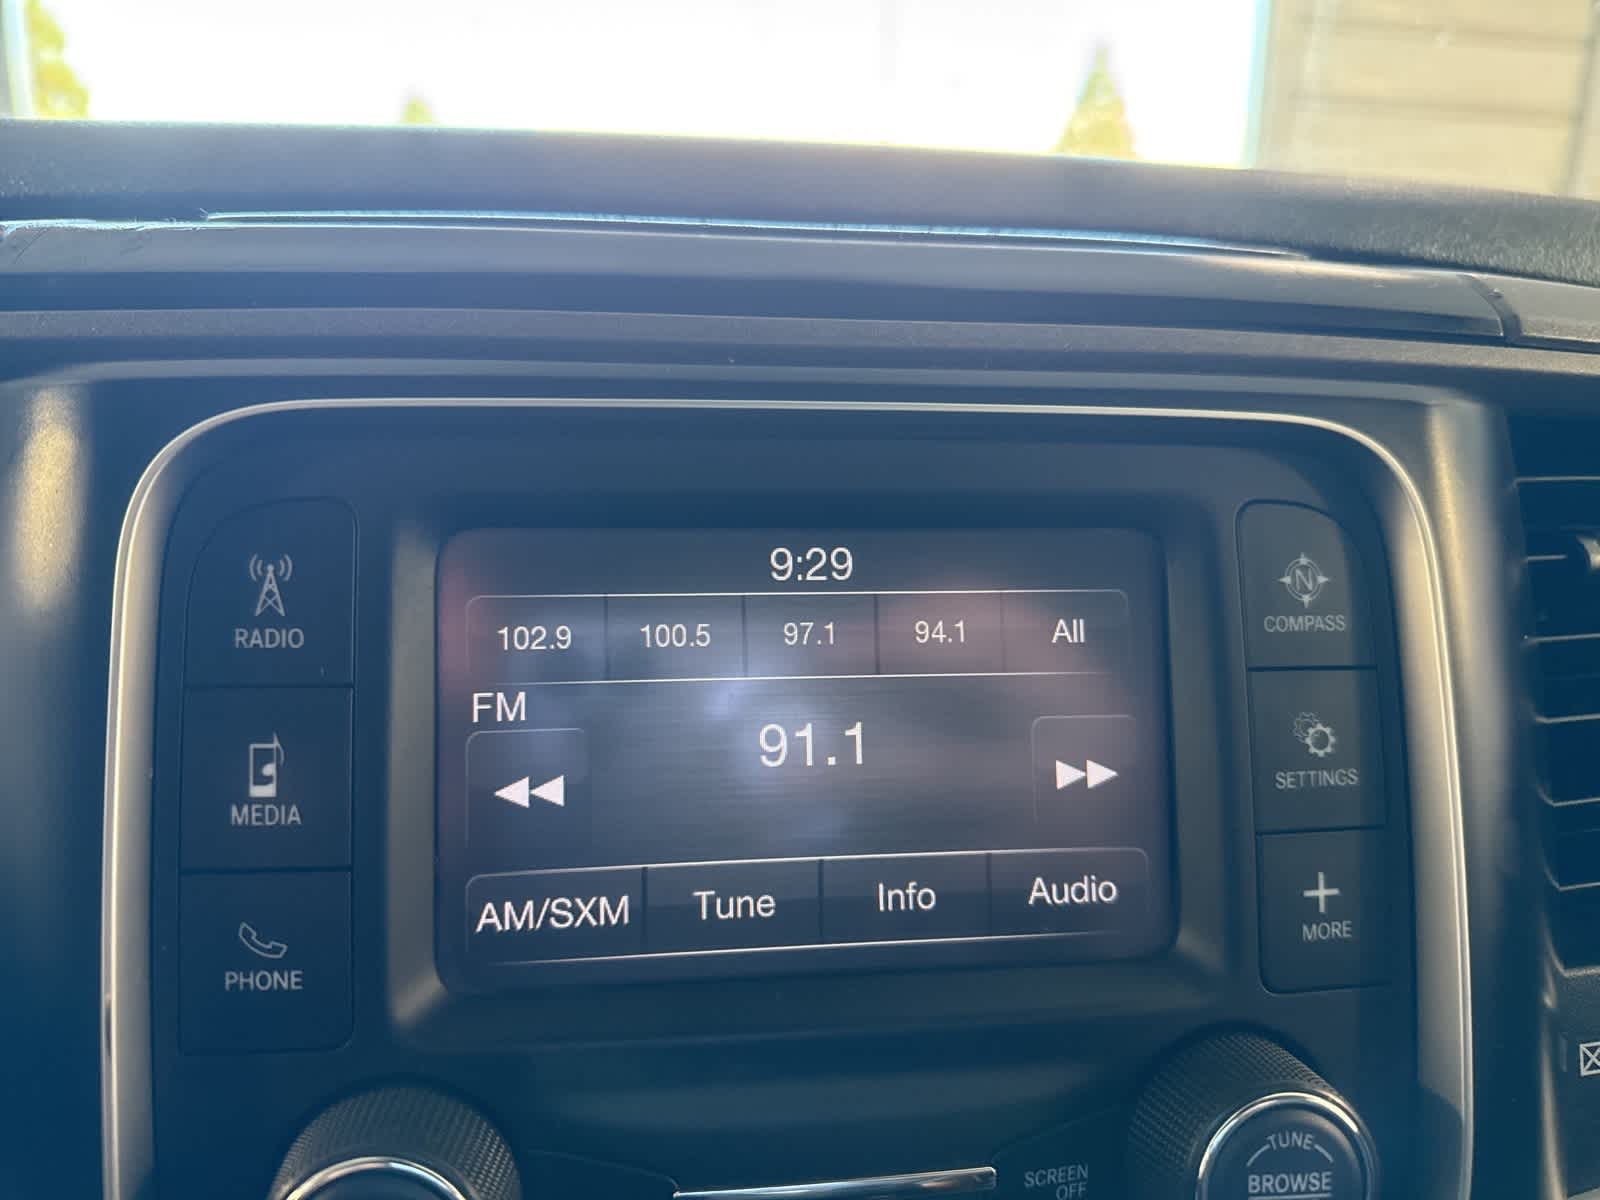 9:29
102.9 100.5 97.1 94.1 All
FM
91.1
AM/SXM Tune Info Audio
RADIO
MEDIA
PHONE
N
COMPASS
SETTINGS
MORE
SCREEN
OFF
TUNE
BROWSE